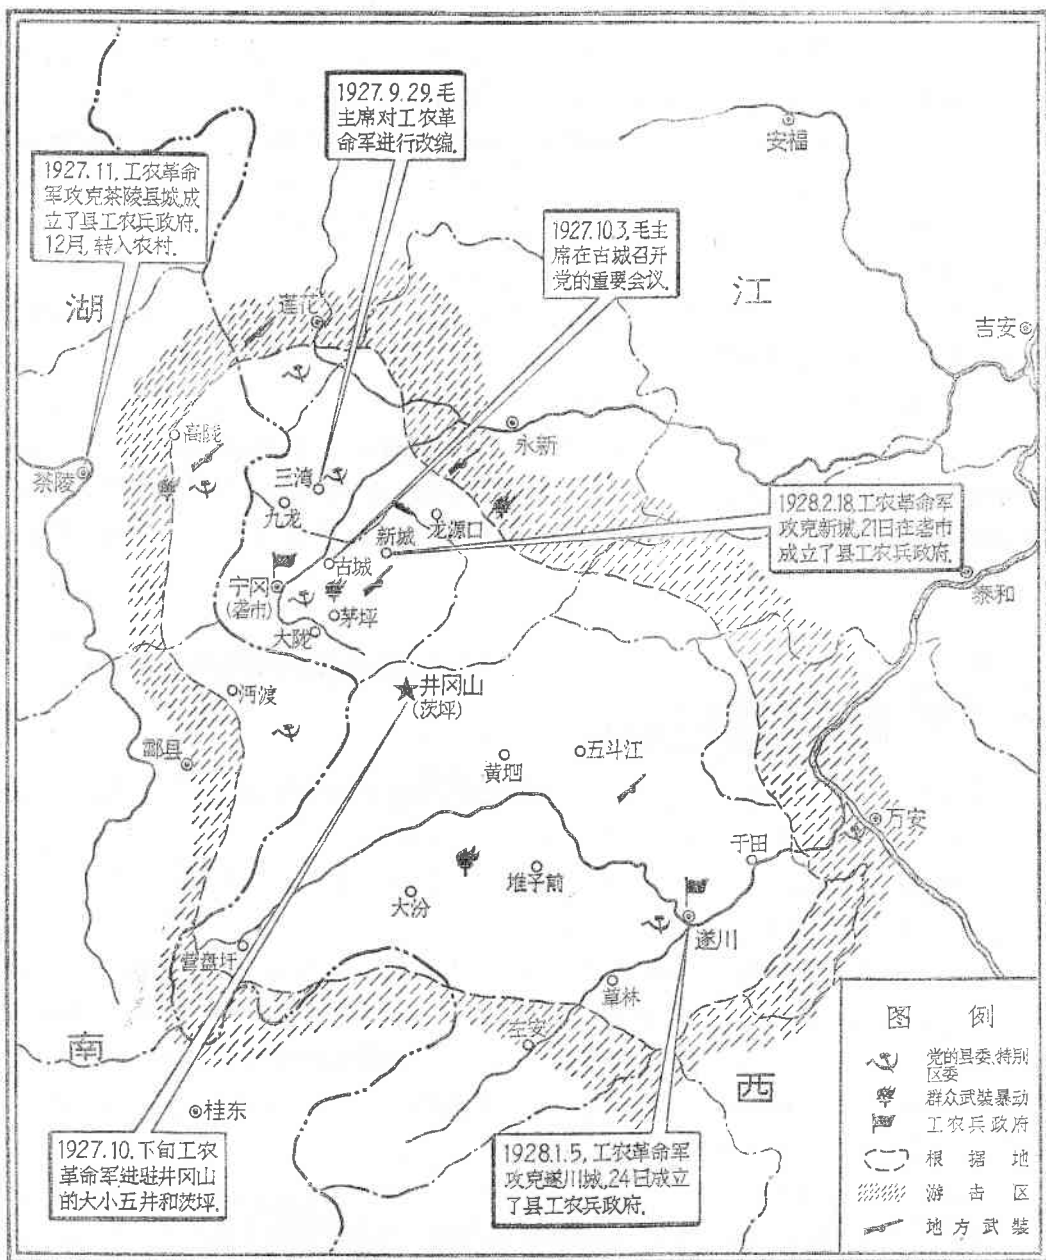 1927.9.29,毛
主席对工农革
命军进行改编.
安福
1927.11,工农革命
军攻克茶陵县城,成
立了县工农兵政府.
12月,转入农村.
1927.10.3,毛主
席在古城召开
党的重要会议.
湖
江
莲花
吉安
高陇
永新
茶陵
三湾
九龙
龙源口
新城
1928.2.18,工农革命军
攻克新城,21日在砻市
成立了县工农兵政府.
古城
宁冈
(砻市)
茅坪
泰和
大陇
沔渡
井冈山
(茨坪)
酃县
黄坳
五斗江
万安
于田
堆子前
大汾
遂川
营盘圩
草林
左安
南
西
桂东
1927.10,下旬工农
革命军进驻井冈山
的大小五井和茨坪.
1928.1.5,工农革命军
攻克遂川城,24日成立
了县工农兵政府.
图 例
党的县委,特别
区委
群众武装暴动
工农兵政府
根据地
游击区
地方武装